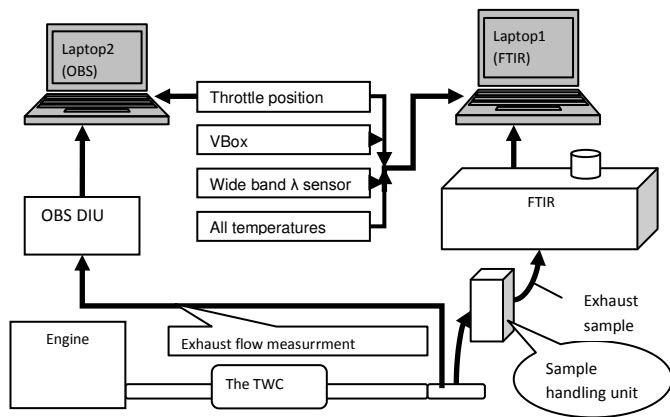 Laptop2
(OBS)
Laptop1
(FTIR)
Throttle position
VBox
Wide band λ sensor
All temperatures
OBS DIU
FTIR
Exhaust
sample
Engine
Exhaust flow measurrment
The TWC
Sample
handling unit